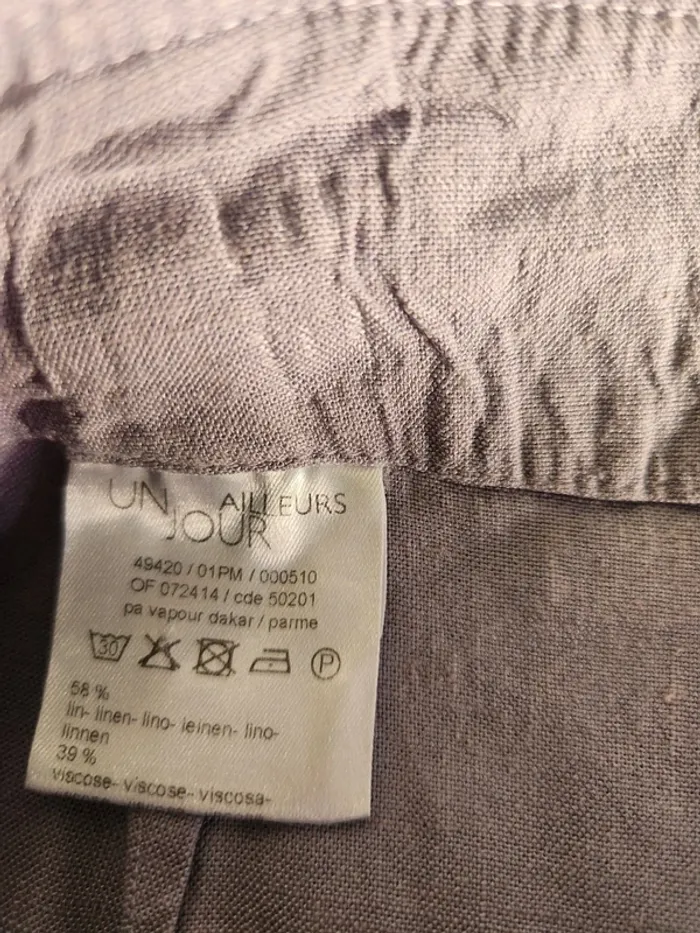 UN AILLEURS
JOUR
49420 / 01PM / 000510
OF 072414 / cde 50201
pa vapour dakar / parme
30 P
58 %
lin- linen- lino- leinen- lino-
linnen
39 %
viscose- viscose- viscosa-